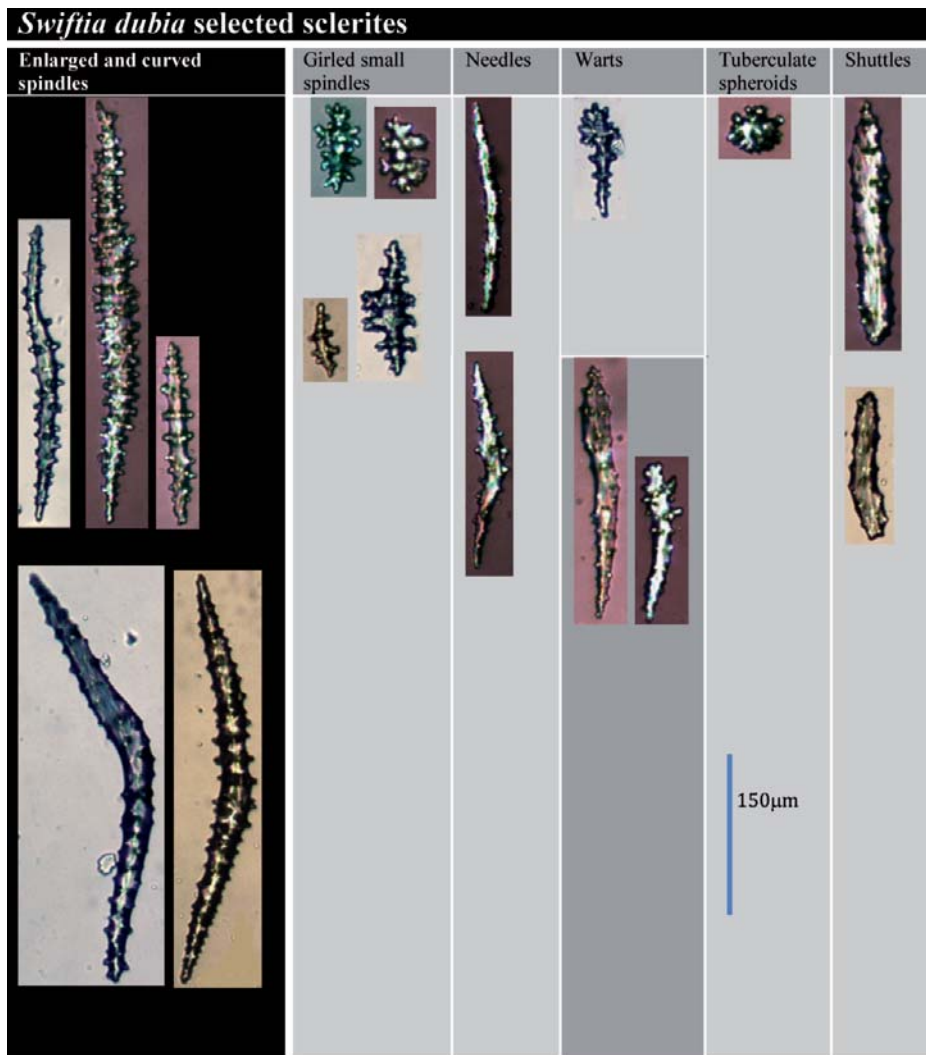 Swiftia dubia selected sclerites
Enlarged and curved
spindles
Girled small
spindles
Needles
Warts
Tuberculate
spheroids
Shuttles
150µm